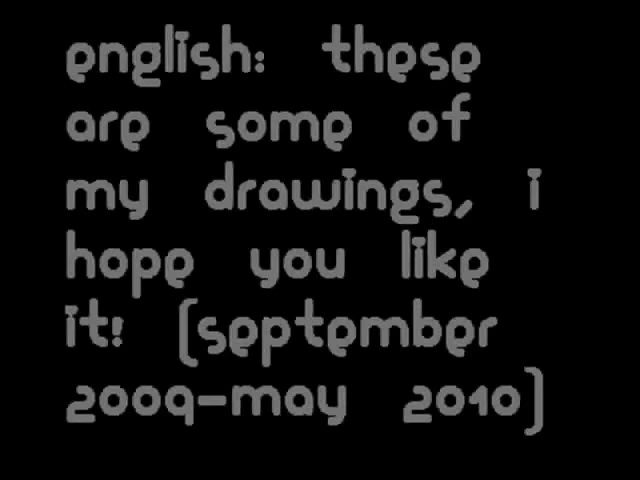 english: these
are some of
my drawings, i
hope you like
it! (september
2009-may 2010)